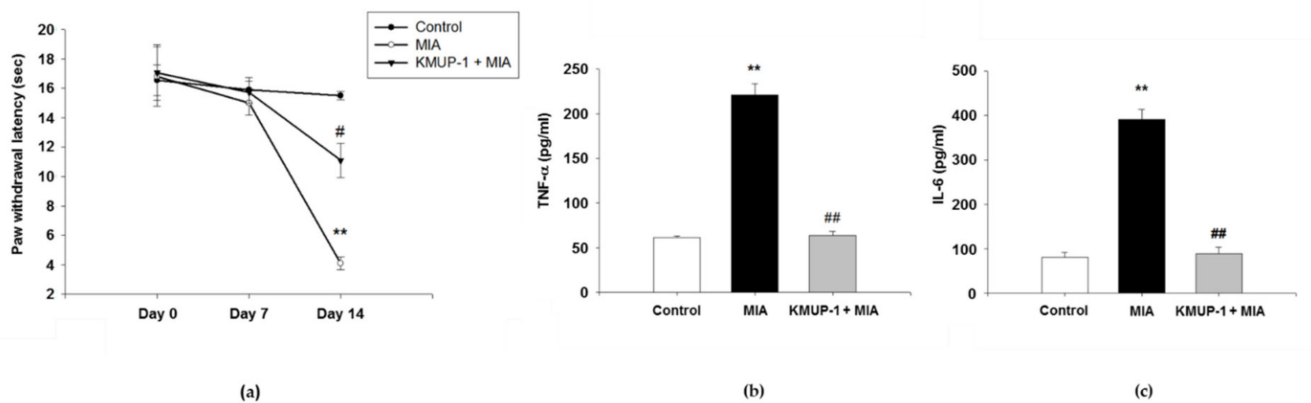 Control
MIA
KMUP-1 + MIA
Paw withdrawal latency (sec)
20
18
16
14
12
10
8
6
4
2
#
**
Day 0 Day 7 Day 14
(a)
TNF-α (pg/ml)
250
200
150
100
50
0
**
##
Control MIA KMUP-1 + MIA
(b)
IL-6 (pg/ml)
500
400
300
200
100
0
**
##
Control MIA KMUP-1 + MIA
(c)